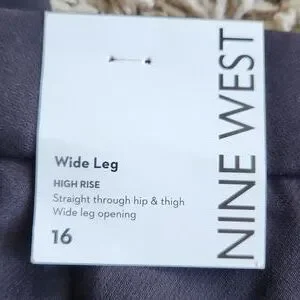 Wide Leg
HIGH RISE
Straight through hip & thigh
Wide leg opening
16
NINE WEST